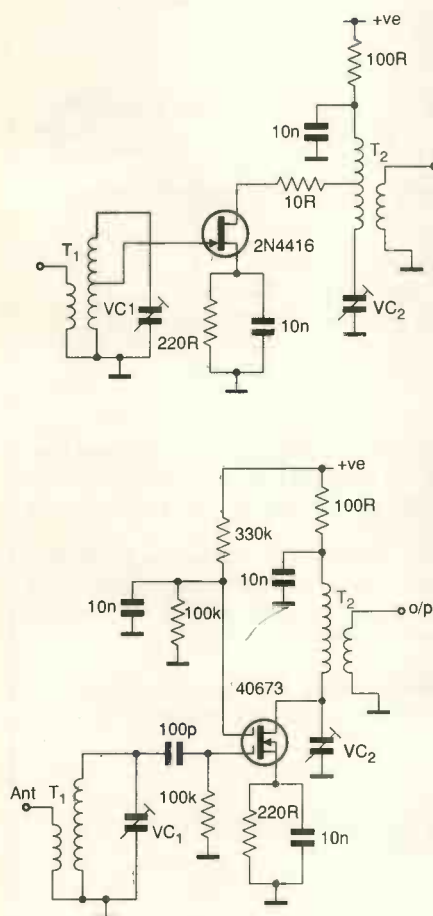 +ve
100R
10n
T2
10R
T1
2N4416
VC1
VC2
220R
10n
+ve
100R
330k
10n
T2
o/p
10n
100k
40673
100p
VC2
Ant
T1
VC1
100k
220R
10n